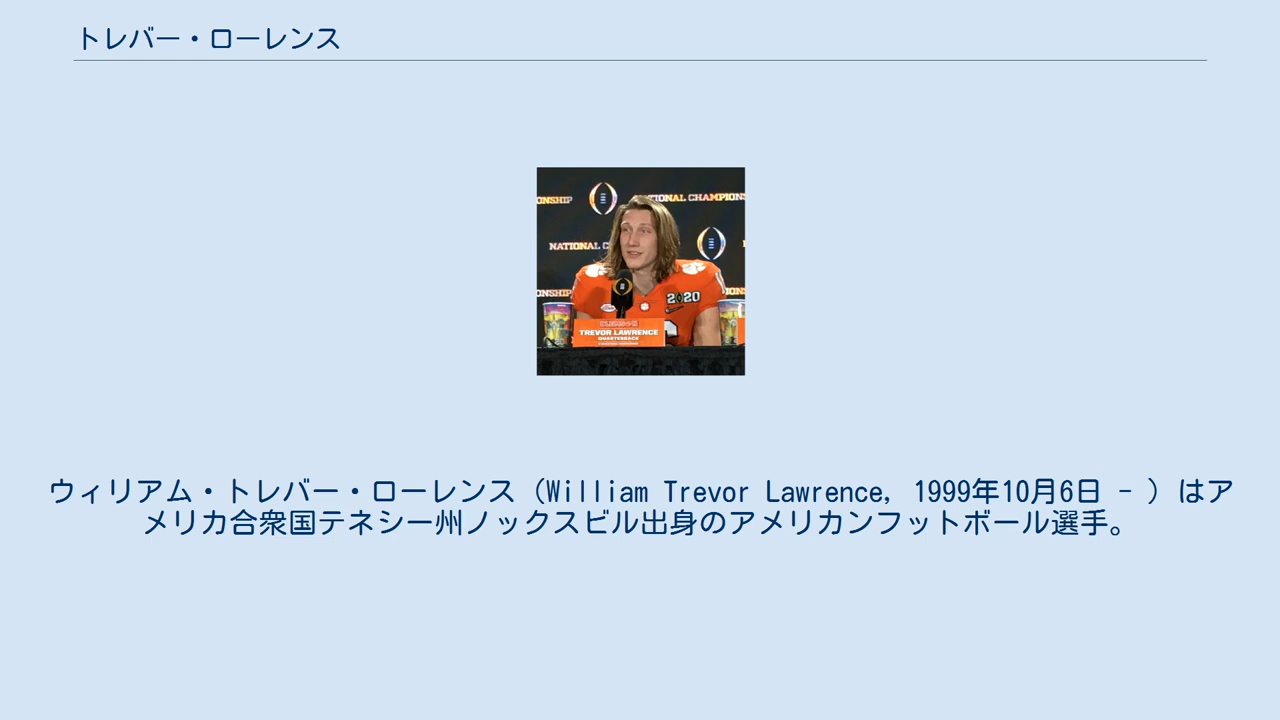 トレバー・ローレンス
ONSHIP
NATIONAL CHAMPIONS
NATIONAL C
ONSHIP
IONS
2020
TREVOR LAWRENCE
QUARTERBACK
ウィリアム・トレバー・ローレンス（William Trevor Lawrence, 1999年10月6日 - ）はア
メリカ合衆国テネシー州ノックスビル出身のアメリカンフットボール選手。